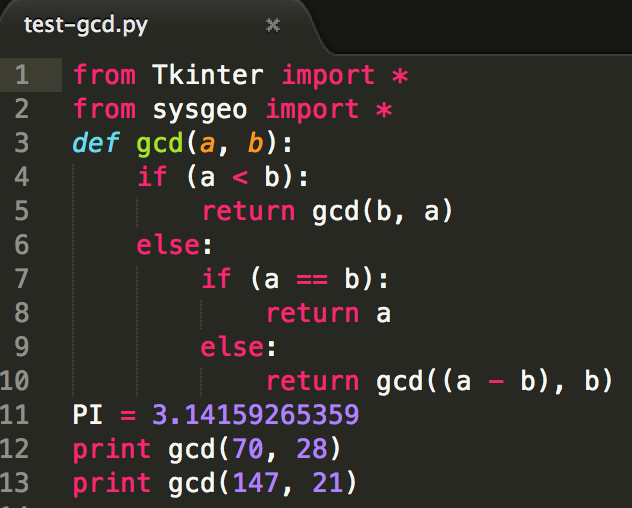 test-gcd.py ×
1 from Tkinter import *
2 from sysgeo import *
3 def gcd(a, b):
4     if (a < b):
5         return gcd(b, a)
6     else:
7         if (a == b):
8             return a
9         else:
10             return gcd((a - b), b)
11 PI = 3.14159265359
12 print gcd(70, 28)
13 print gcd(147, 21)